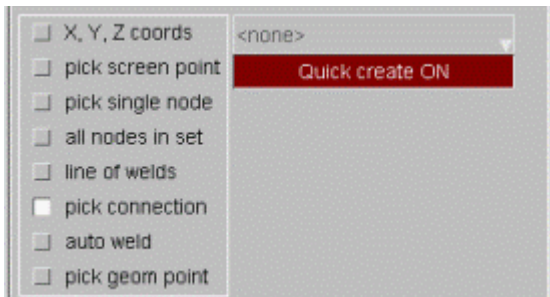 X, Y, Z coords
<none>
pick screen point
Quick create ON
pick single node
all nodes in set
line of welds
pick connection
auto weld
pick geom point